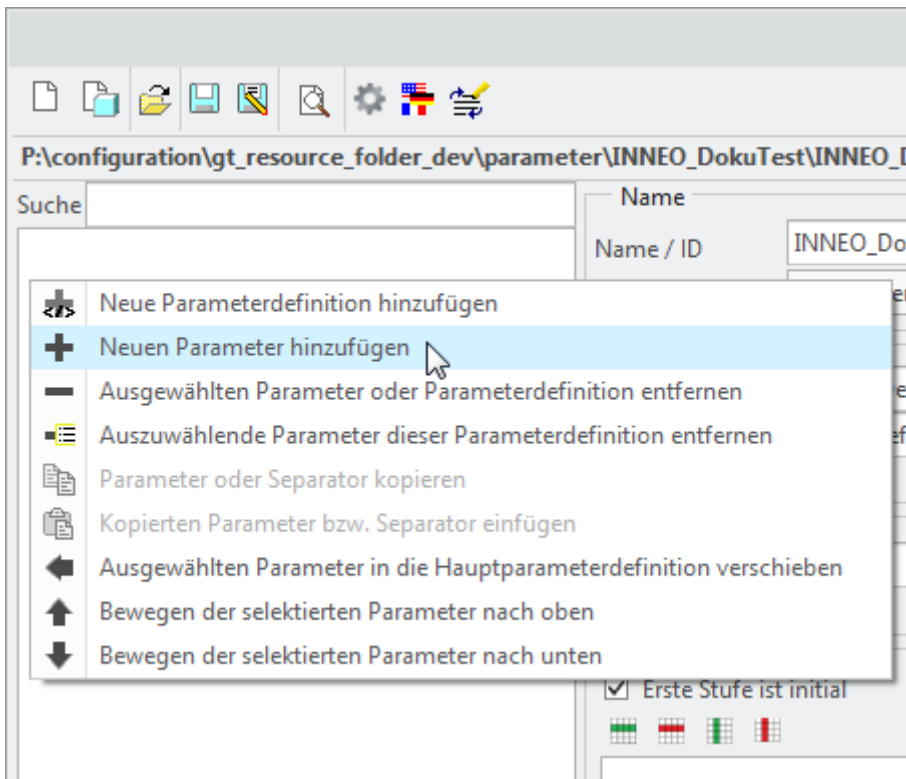 P:\configuration\gt_resource_folder_dev\parameter\INNEO_DokuTest\INNEO_
Suche
Name
Name / ID
INNEO_Do
Neue Parameterdefinition hinzufügen
Neuen Parameter hinzufügen
Ausgewählten Parameter oder Parameterdefinition entfernen
Auszuwählende Parameter dieser Parameterdefinition entfernen
Parameter oder Separator kopieren
Kopierten Parameter bzw. Separator einfügen
Ausgewählten Parameter in die Hauptparameterdefinition verschieben
Bewegen der selektierten Parameter nach oben
Bewegen der selektierten Parameter nach unten
Erste Stufe ist initial